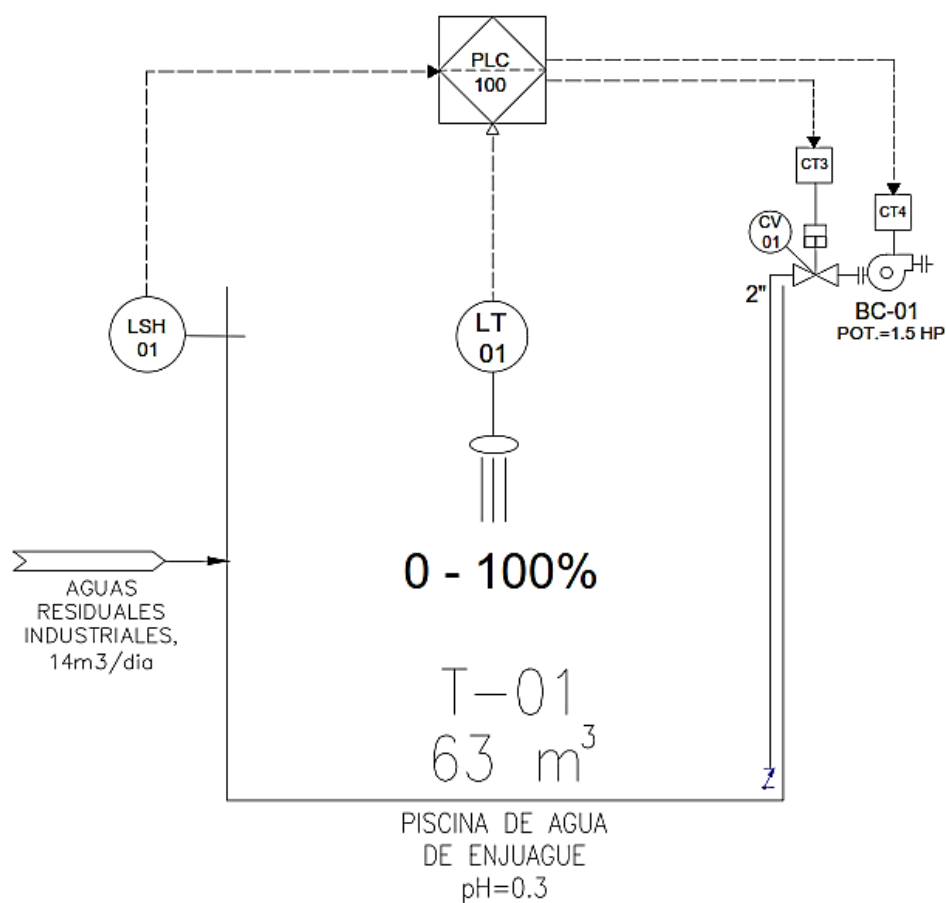 PLC
100
CT3
CT4
CV
01
2"
BC-01
POT.=1.5 HP
LSH
01
LT
01
0 - 100%
AGUAS
RESIDUALES
INDUSTRIALES,
14m3/dia
T-01
63 m³
PISCINA DE AGUA
DE ENJUAGUE
pH=0.3